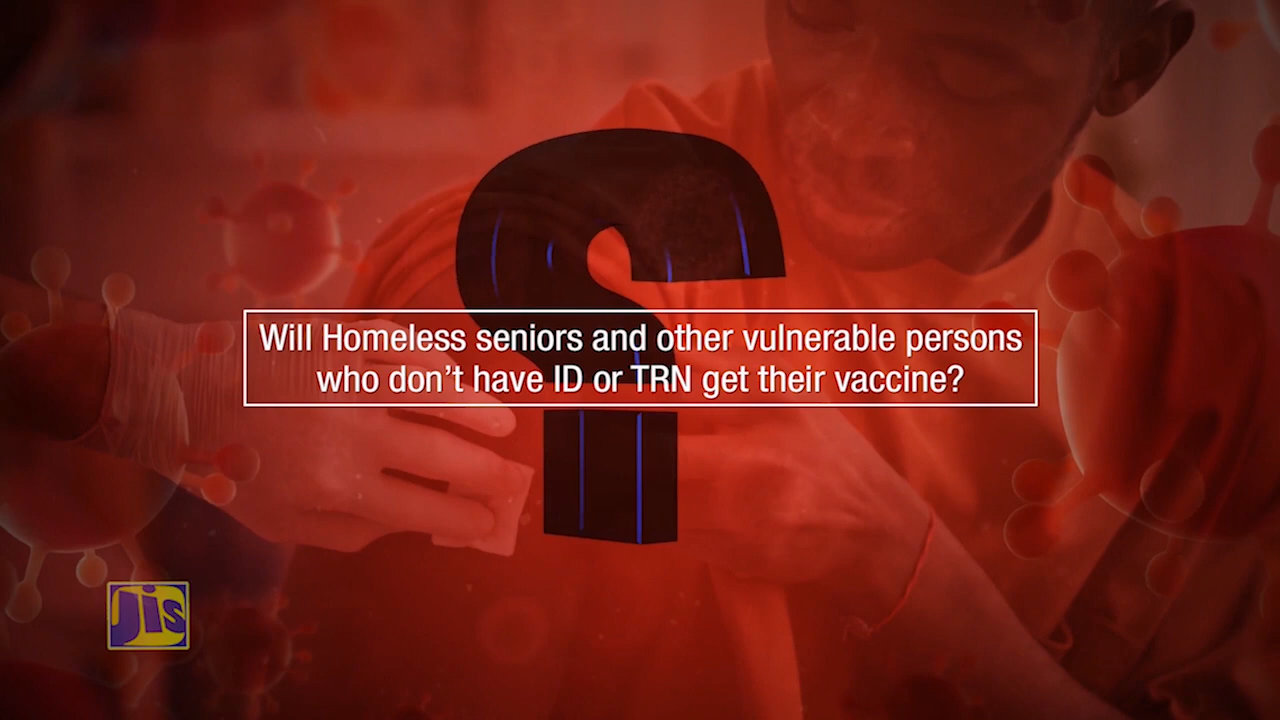 Will Homeless seniors and other vulnerable persons
who don't have ID or TRN get their vaccine?
Jis